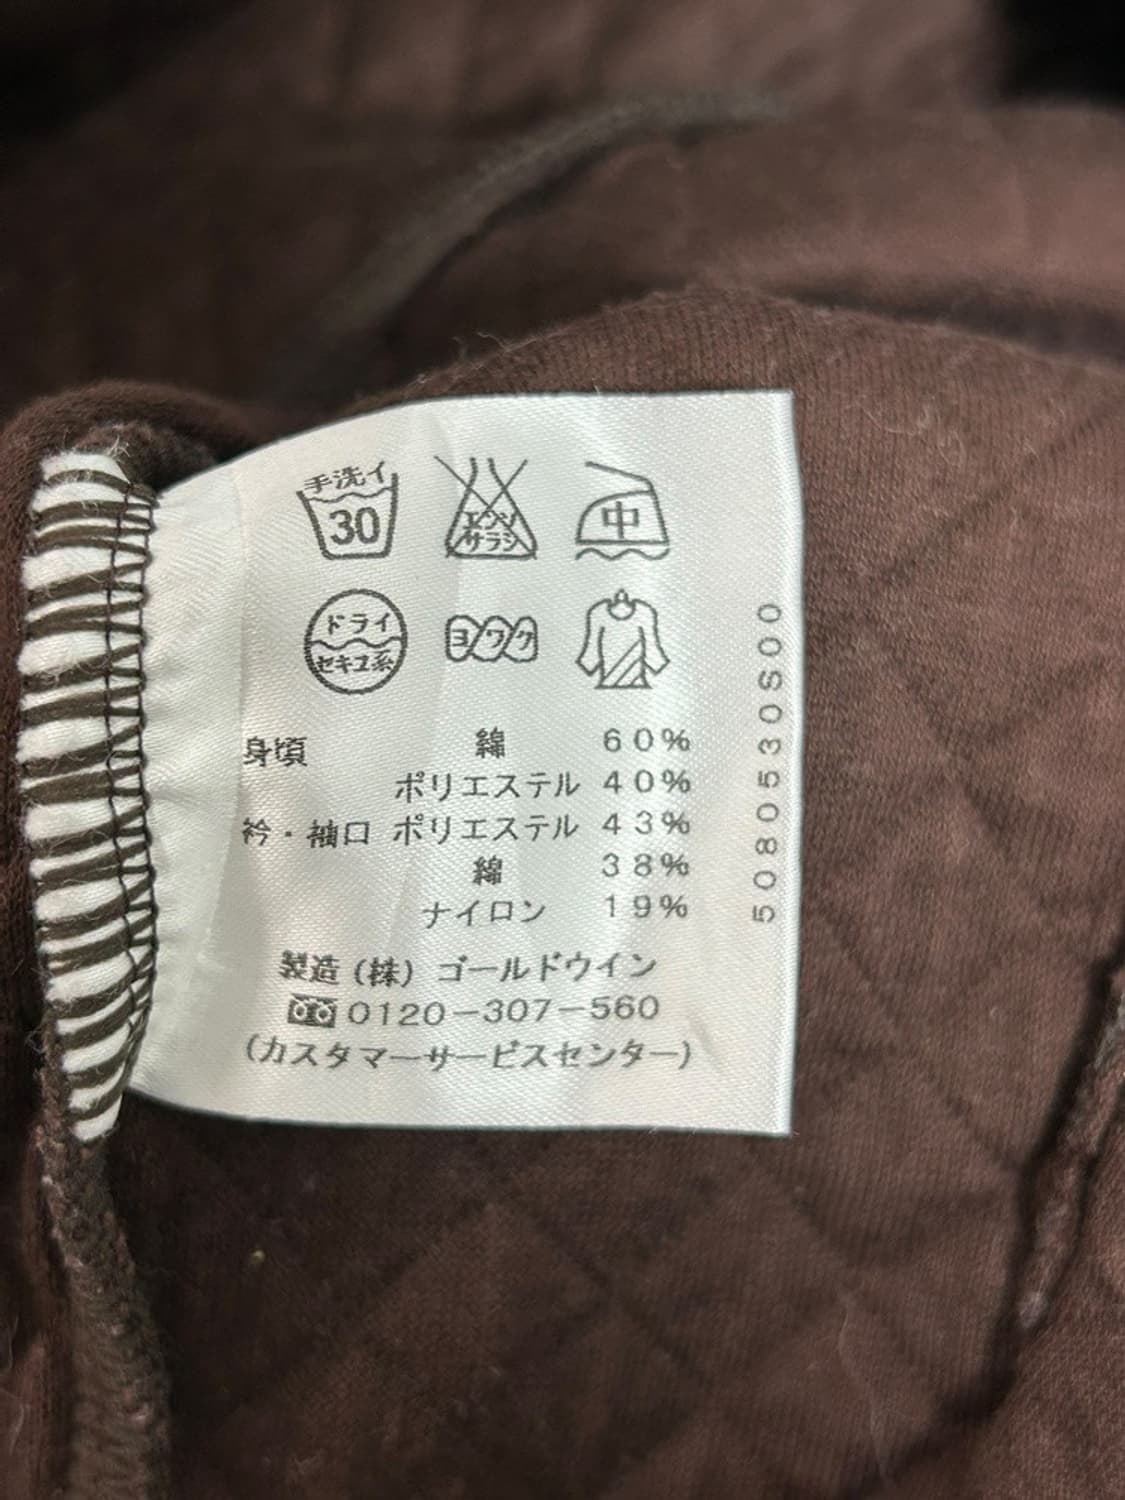 手洗イ
30
エンソ
サラシ
中
ドライ
セキユ系
ヨワク
身頃 綿 60%
ポリエステル 40%
衿・袖口 ポリエステル 43%
綿 38%
ナイロン 19%
製造(株)ゴールドウイン
0120-307-560
(カスタマーサービスセンター)
5080530S00